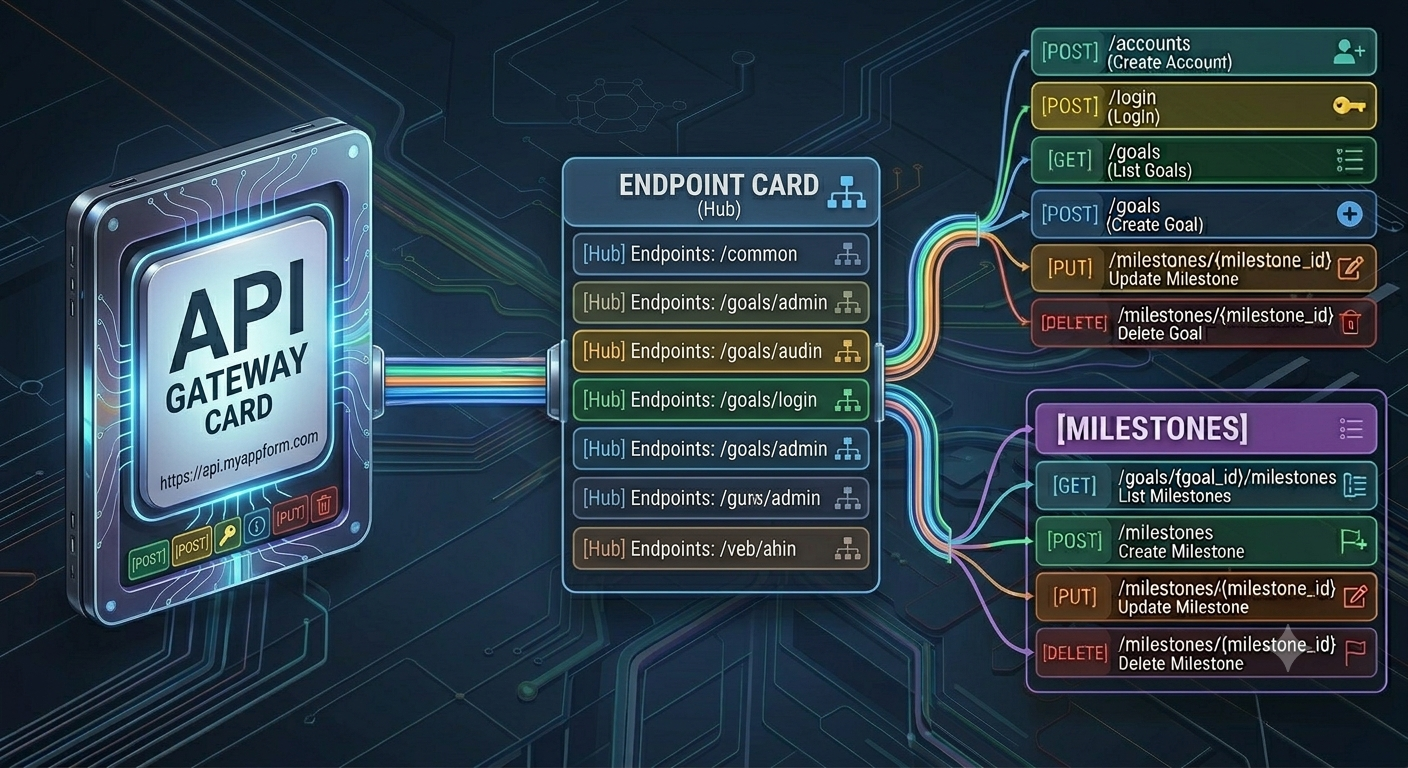 API
GATEWAY
CARD
https://api.myappform.com
[POST]
[POST]
[PUT]
ENDPOINT CARD
(Hub)
[Hub] Endpoints: /common
[Hub] Endpoints: /goals/admin
[Hub] Endpoints: /goals/audin
[Hub] Endpoints: /goals/login
[Hub] Endpoints: /goals/admin
[Hub] Endpoints: /admin
[Hub] Endpoints: /veb/ahin
[POST] /accounts
(Create Account)
[POST] /login
(LogIn)
[GET] /goals
(List Goals)
[POST] /goals
(Create Goal)
[PUT] /milestones/{milestone_id}
Update Milestone
[DELETE] /milestones/{milestone_id}
Delete Goal
[MILESTONES]
[GET] /goals/{goal_id}/milestones
List Milestones
[POST] /milestones
Create Milestone
[PUT] /milestones/{milestone_id}
Update Milestone
[DELETE] /milestones/{milestone_id}
Delete Milestone